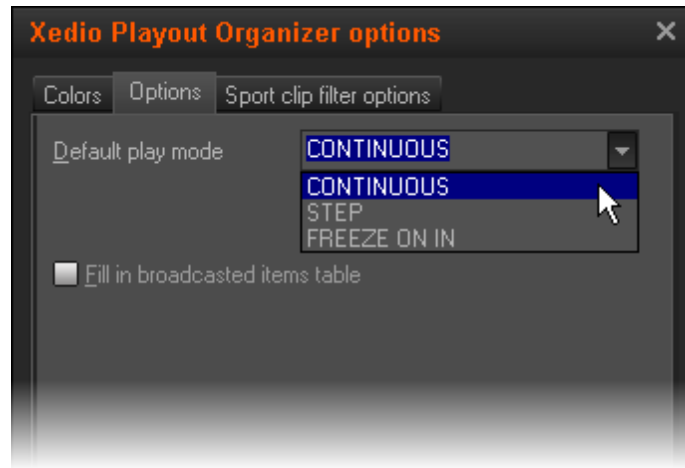 Xedio Playout Organizer options
Colors Options Sport clip filter options
Default play mode CONTINUOUS
CONTINUOUS
STEP
FREEZE ON IN
Fill in broadcasted items table